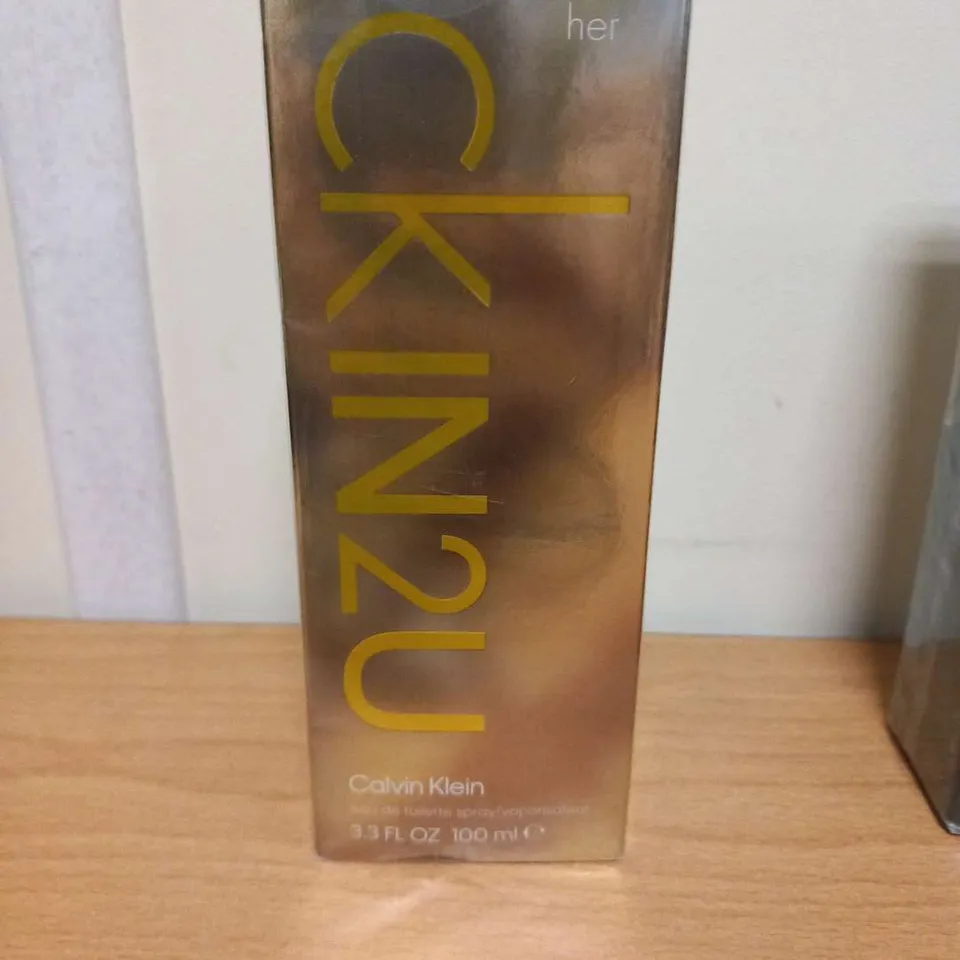 her
ckIN2U
Calvin Klein
eau de toilette spray/vaporisateur
3.3 FL OZ 100 ml ℮